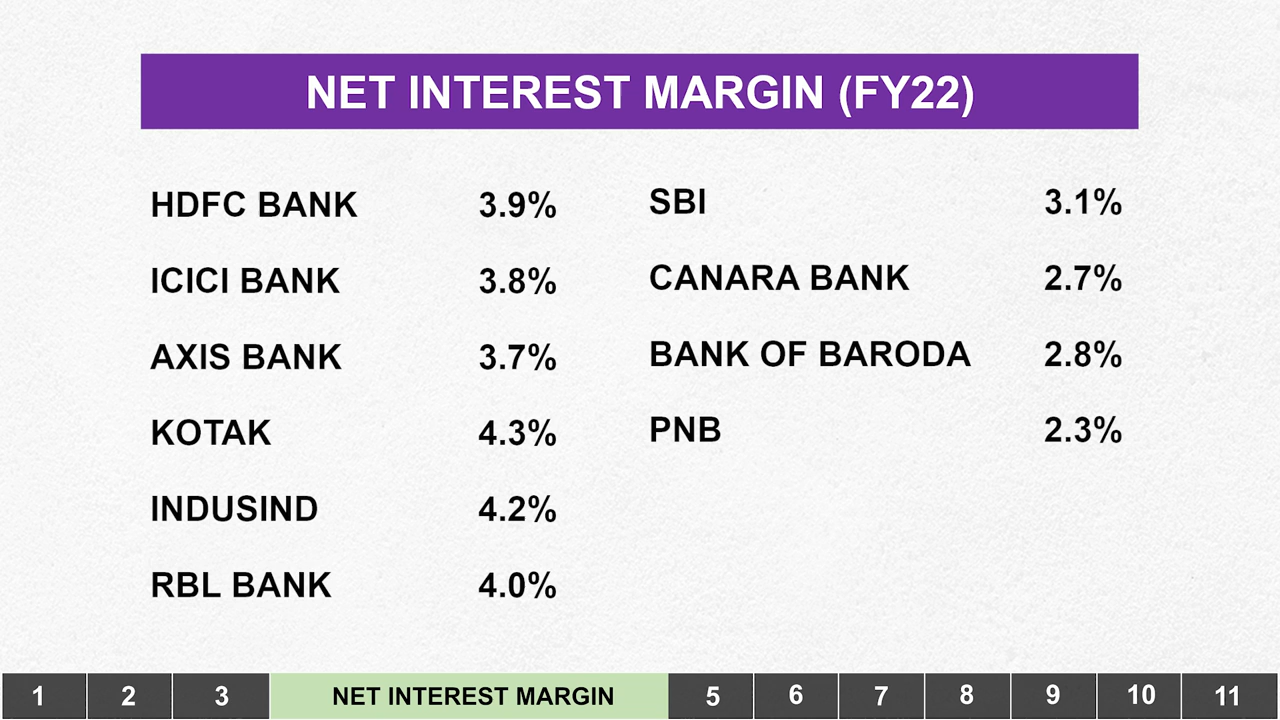 NET INTEREST MARGIN (FY22)
HDFC BANK 3.9%
ICICI BANK 3.8%
AXIS BANK 3.7%
KOTAK 4.3%
INDUSIND 4.2%
RBL BANK 4.0%
SBI 3.1%
CANARA BANK 2.7%
BANK OF BARODA 2.8%
PNB 2.3%
1 2 3 NET INTEREST MARGIN 5 6 7 8 9 10 11